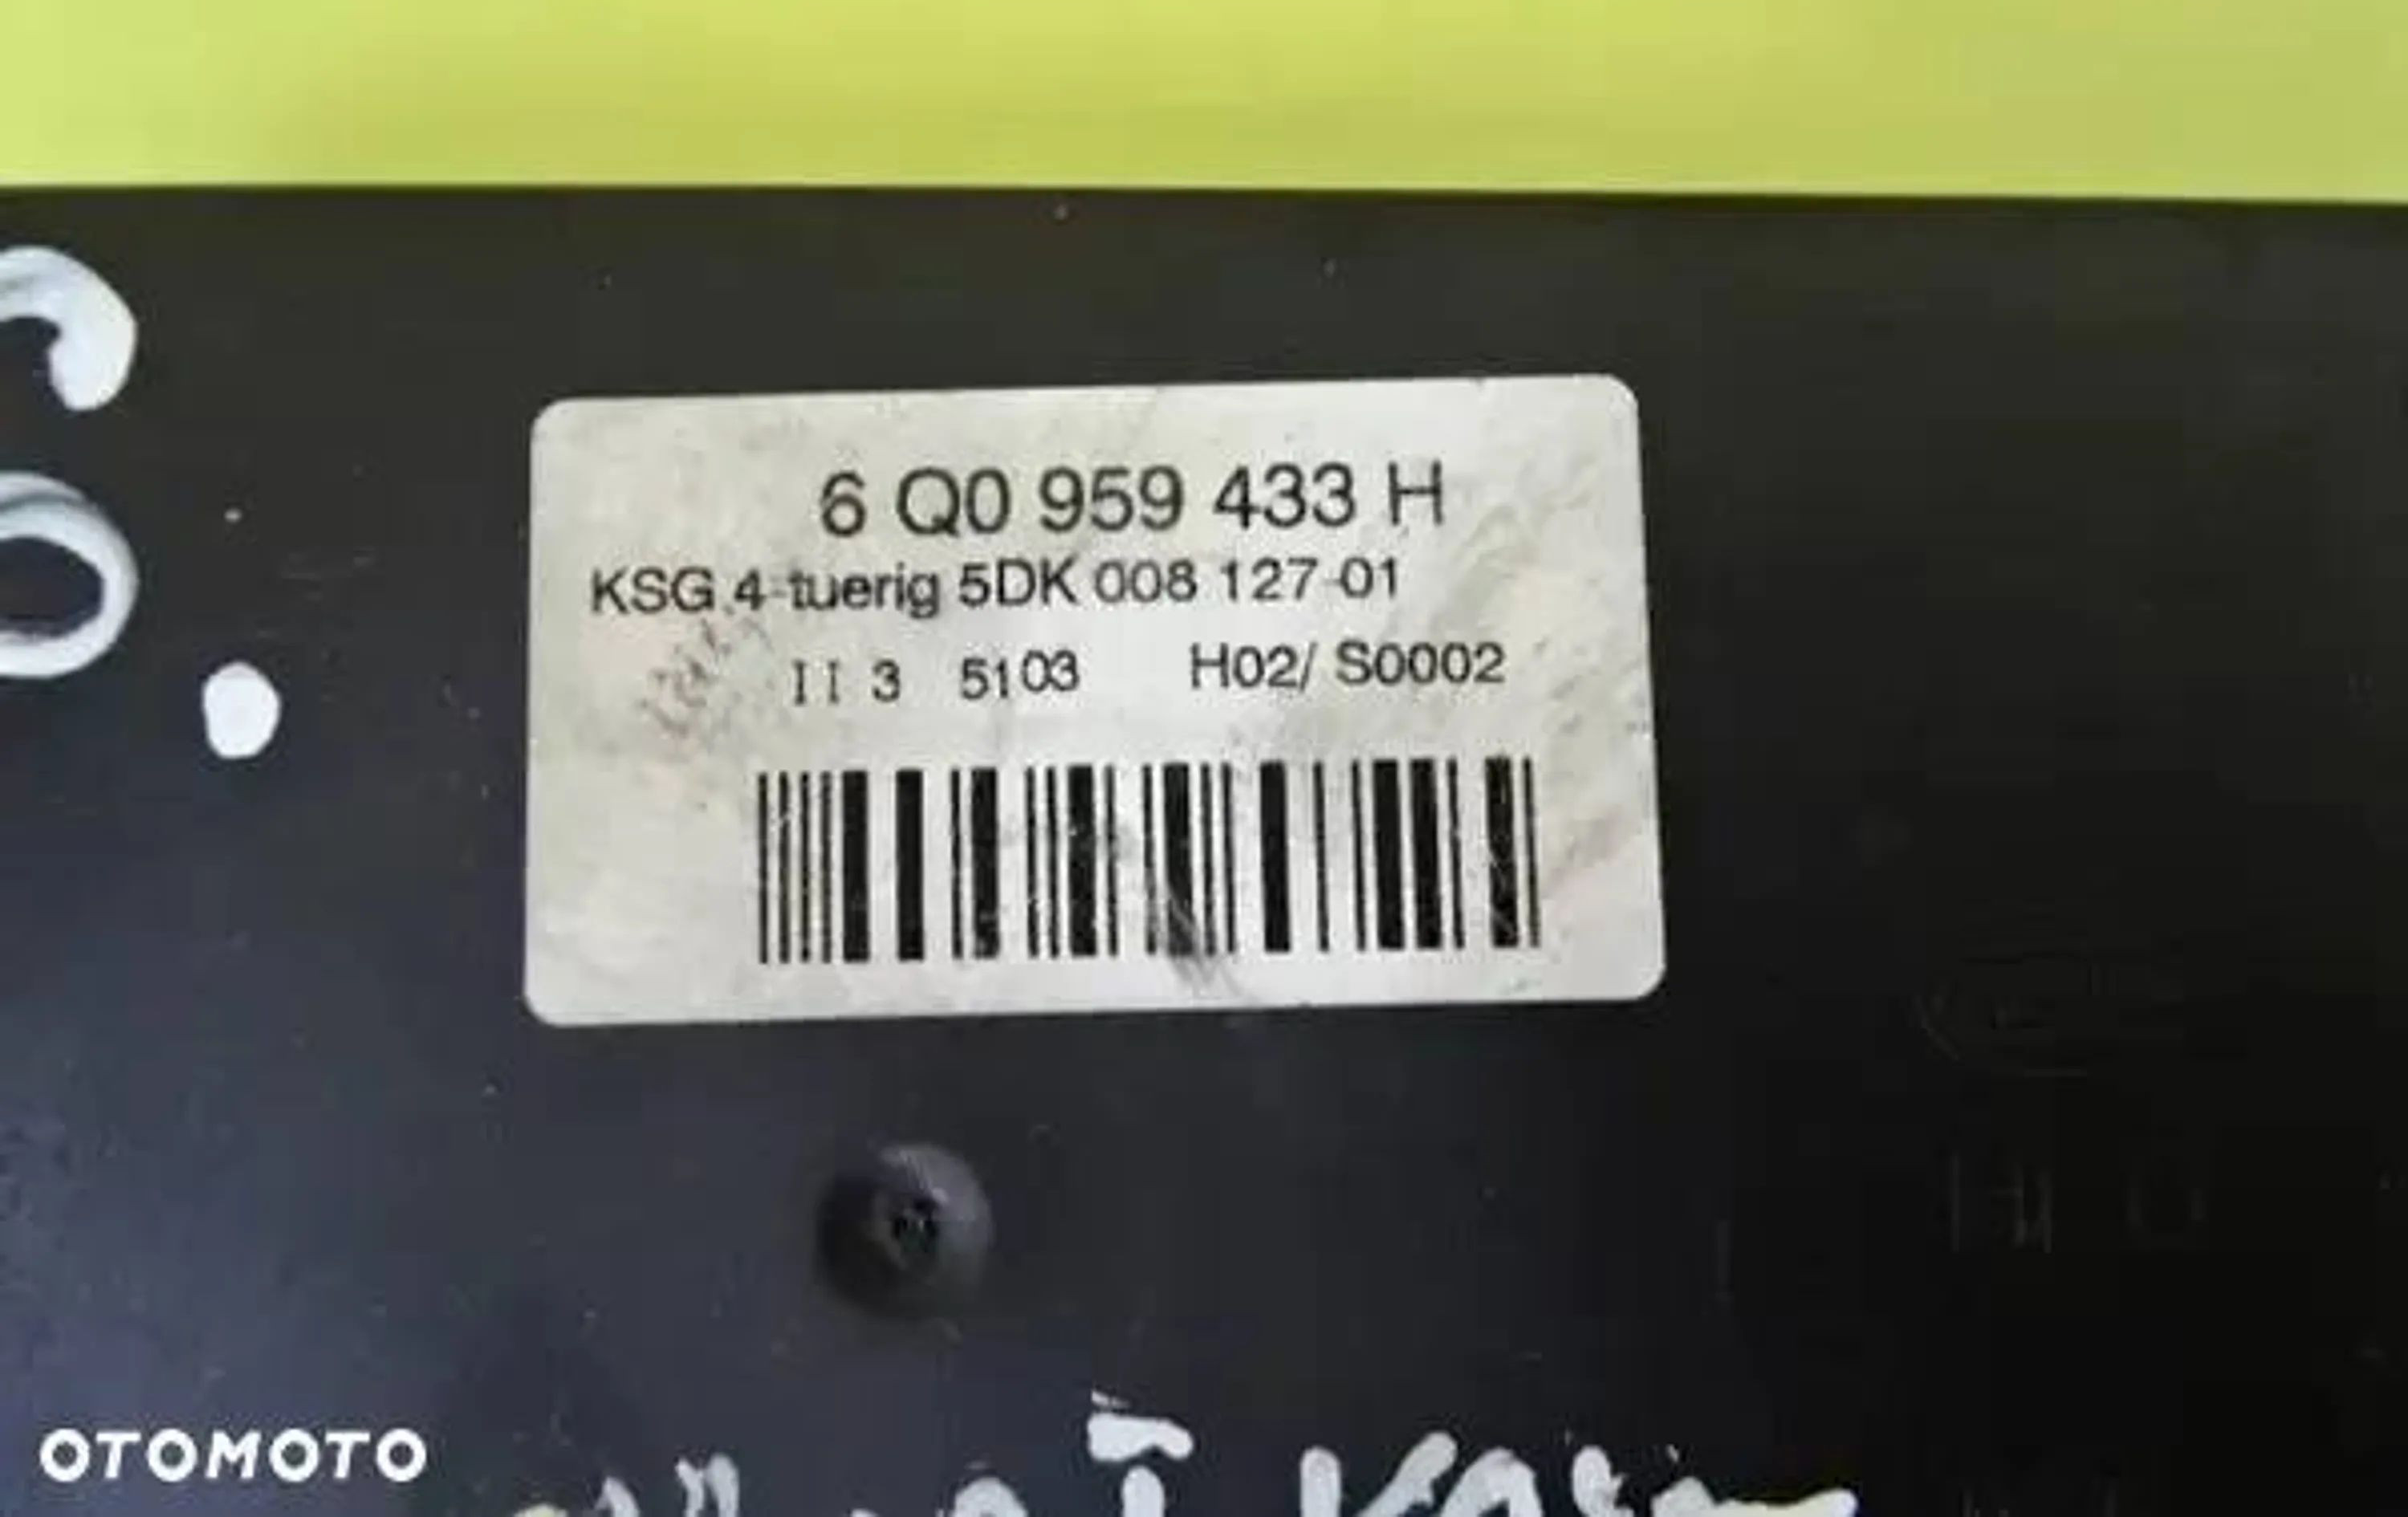 6 Q0 959 433 H
KSG 4-tuerig 5DK 008 127-01
II 3 5103 H02/ S0002
OTOMOTO